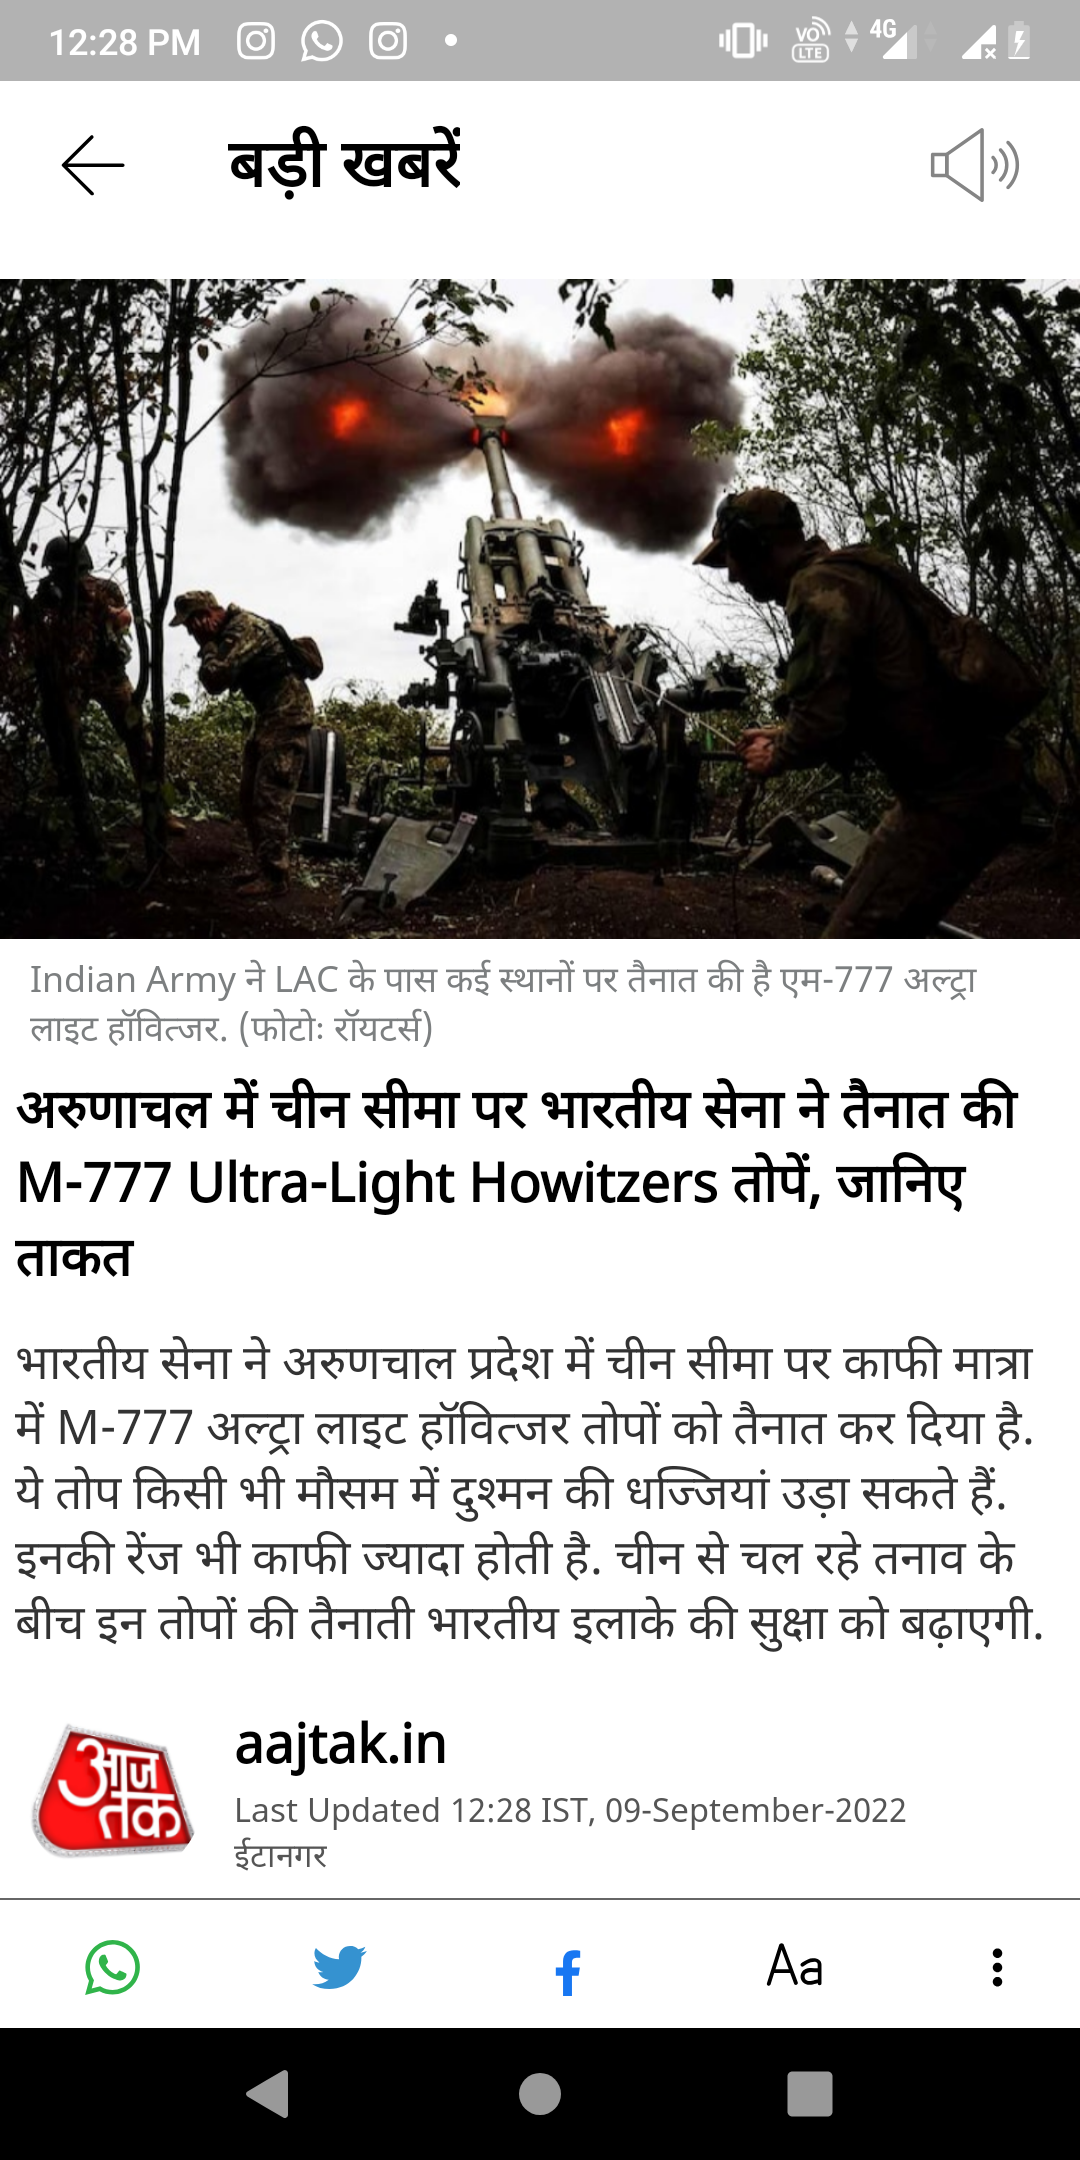 12:28 PM
VO LTE 4G
बड़ी खबरें
Indian Army ने LAC के पास कई स्थानों पर तैनात की है एम-777 अल्ट्रा
लाइट हॉवित्जर. (फोटोः रॉयटर्स)
अरुणाचल में चीन सीमा पर भारतीय सेना ने तैनात की
M-777 Ultra-Light Howitzers तोपें, जानिए
ताकत
भारतीय सेना ने अरुणचाल प्रदेश में चीन सीमा पर काफी मात्रा
में M-777 अल्ट्रा लाइट हॉवित्जर तोपों को तैनात कर दिया है.
ये तोप किसी भी मौसम में दुश्मन की धज्जियां उड़ा सकते हैं.
इनकी रेंज भी काफी ज्यादा होती है. चीन से चल रहे तनाव के
बीच इन तोपों की तैनाती भारतीय इलाके की सुक्षा को बढ़ाएगी.
आज
तक
aajtak.in
Last Updated 12:28 IST, 09-September-2022
ईटानगर
Aa